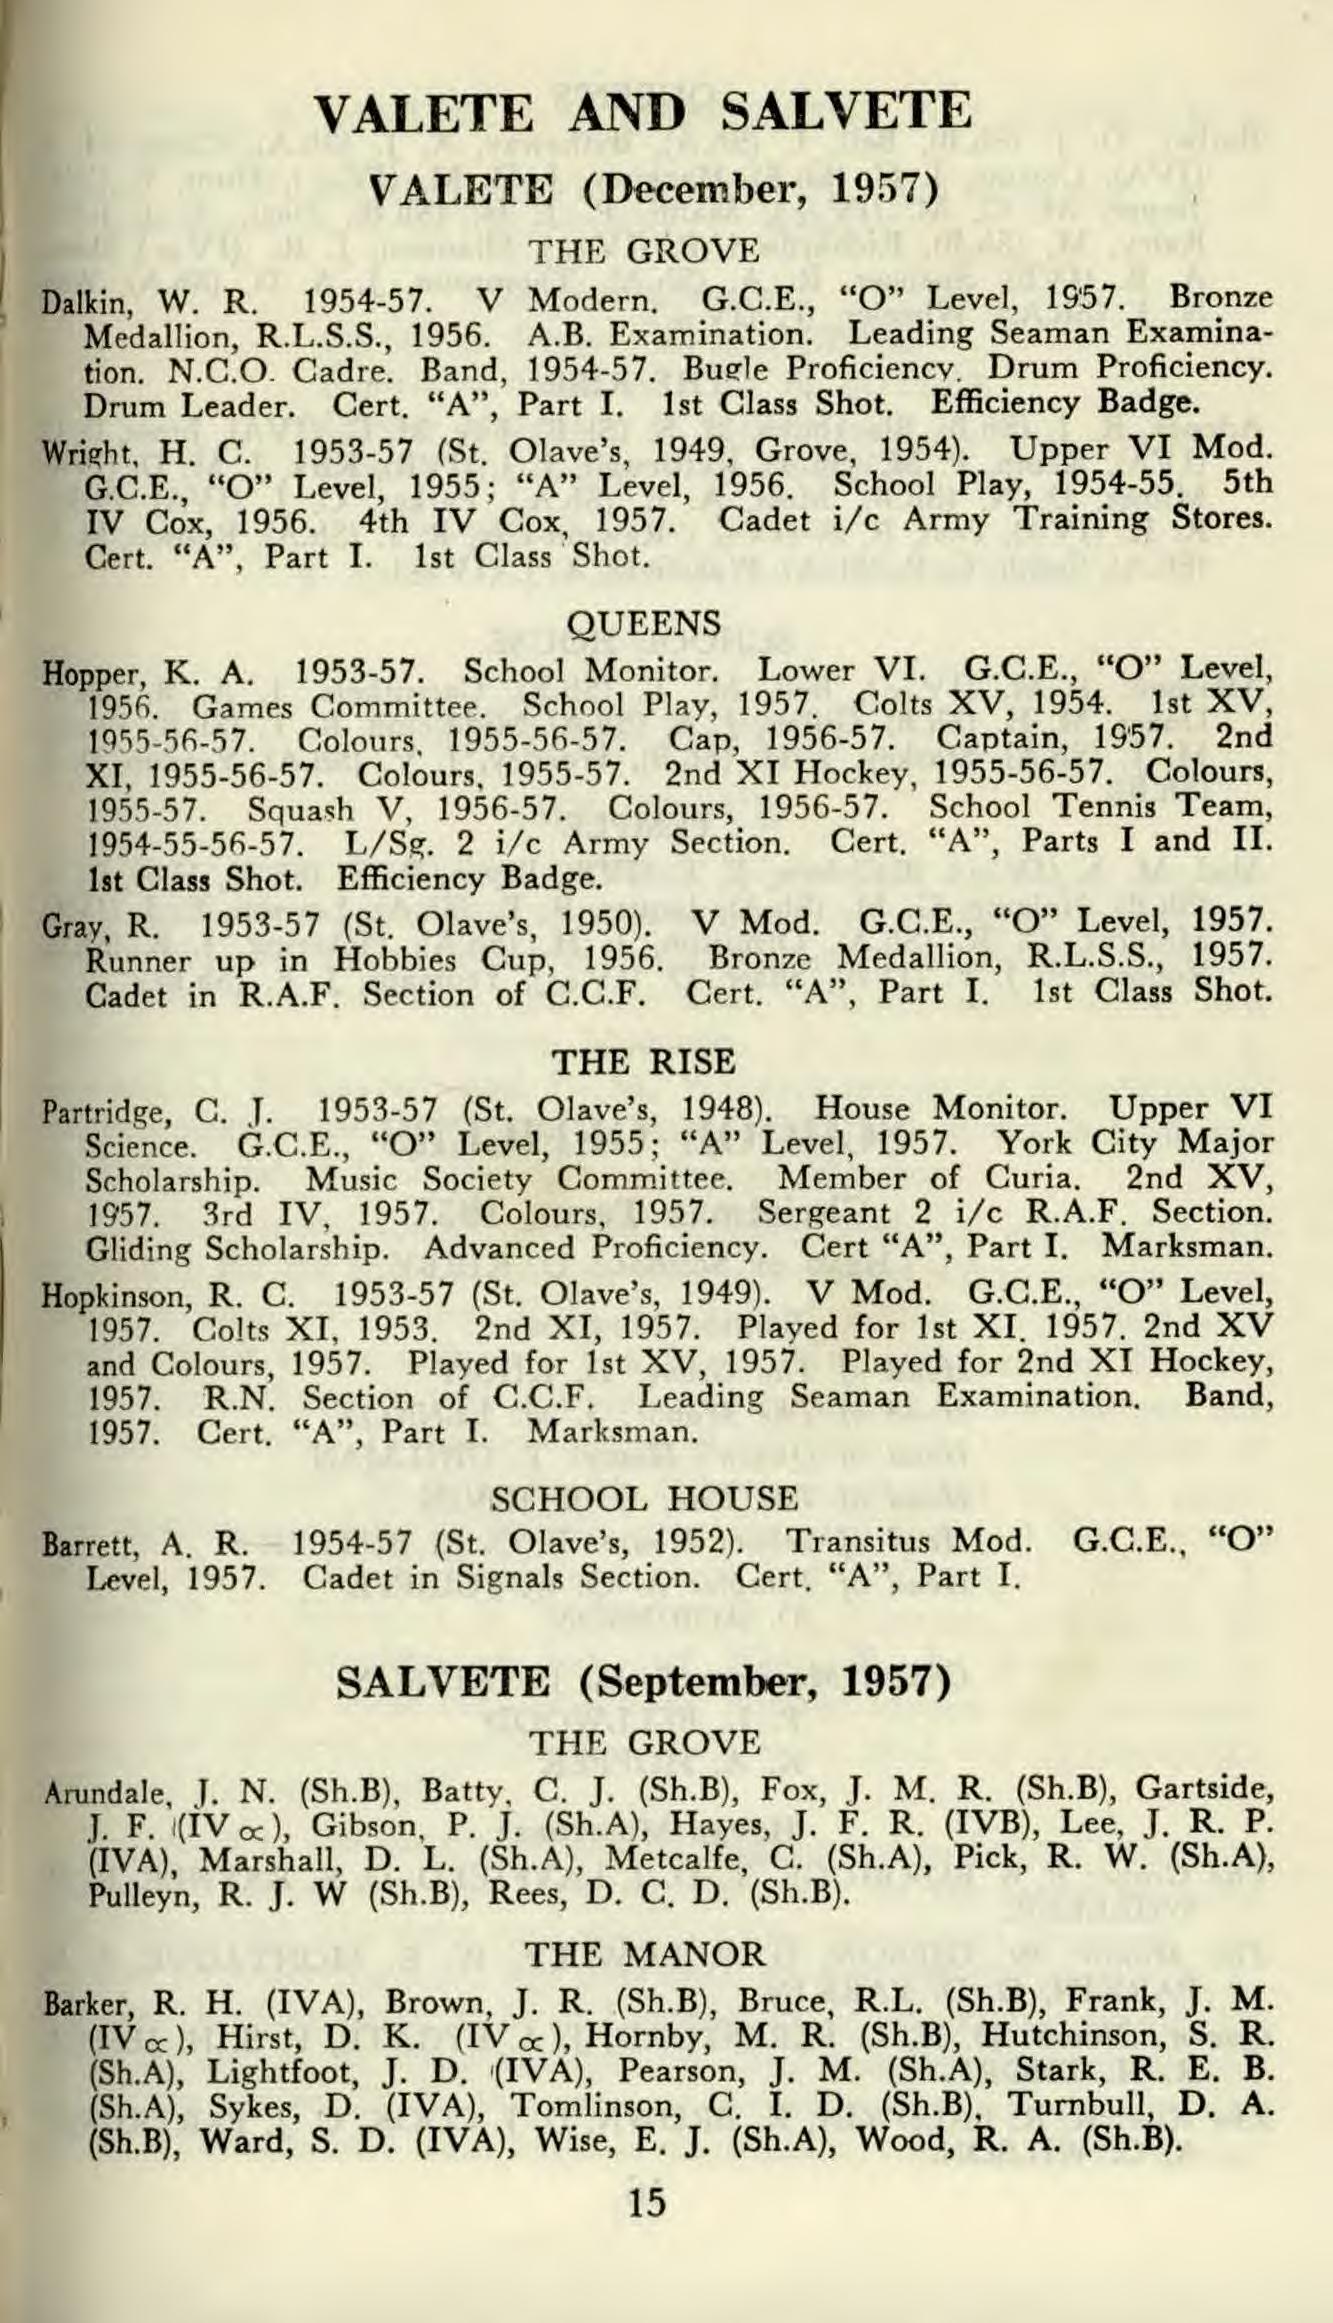 VALETE AND SALVETE
VALETE (December, 1957)
THE GROVE
Dalkin, W. R. 1954-57. V Modern. G.C.E., “O” Level, 1957. Bronze
Medallion, R.L.S.S., 1956. A.B. Examination. Leading Seaman Examina-
tion. N.C.O. Cadre. Band, 1954-57. Bugle Proficiency. Drum Proficiency.
Drum Leader. Cert. “A”, Part I. 1st Class Shot. Efficiency Badge.
Wright, H. C. 1953-57 (St. Olave’s, 1949, Grove, 1954). Upper VI Mod.
G.C.E., “O” Level, 1955; “A” Level, 1956. School Play, 1954-55. 5th
IV Cox, 1956. 4th IV Cox, 1957. Cadet i/c Army Training Stores.
Cert. “A”, Part I. 1st Class Shot.
QUEENS
Hopper, K. A. 1953-57. School Monitor. Lower VI. G.C.E., “O” Level,
1956. Games Committee. School Play, 1957. Colts XV, 1954. 1st XV,
1955-56-57. Colours, 1955-56-57. Cap, 1956-57. Captain, 1957. 2nd
XI, 1955-56-57. Colours, 1955-57. 2nd XI Hockey, 1955-56-57. Colours,
1955-57. Squash V, 1956-57. Colours, 1956-57. School Tennis Team,
1954-55-56-57. L/Sg. 2 i/c Army Section. Cert. “A”, Parts I and II.
1st Class Shot. Efficiency Badge.
Gray, R. 1953-57 (St. Olave’s, 1950). V Mod. G.C.E., “O” Level, 1957.
Runner up in Hobbies Cup, 1956. Bronze Medallion, R.L.S.S., 1957.
Cadet in R.A.F. Section of C.C.F. Cert. “A”, Part I. 1st Class Shot.
THE RISE
Partridge, C. J. 1953-57 (St. Olave’s, 1948). House Monitor. Upper VI
Science. G.C.E., “O” Level, 1955; “A” Level, 1957. York City Major
Scholarship. Music Society Committee. Member of Curia. 2nd XV,
1957. 3rd IV, 1957. Colours, 1957. Sergeant 2 i/c R.A.F. Section.
Gliding Scholarship. Advanced Proficiency. Cert “A”, Part I. Marksman.
Hopkinson, R. C. 1953-57 (St. Olave’s, 1949). V Mod. G.C.E., “O” Level,
1957. Colts XI, 1953. 2nd XI, 1957. Played for 1st XI, 1957. 2nd XV
and Colours, 1957. Played for 1st XV, 1957. Played for 2nd XI Hockey,
1957. R.N. Section of C.C.F. Leading Seaman Examination. Band,
1957. Cert. “A”, Part I. Marksman.
SCHOOL HOUSE
Barrett, A. R. 1954-57 (St. Olave’s, 1952). Transitus Mod. G.C.E., “O”
Level, 1957. Cadet in Signals Section. Cert. “A”, Part I.
SALVETE (September, 1957)
THE GROVE
Arundale, J. N. (Sh.B), Batty, C. J. (Sh.B), Fox, J. M. R. (Sh.B), Gartside,
J. F. (IV α), Gibson, P. J. (Sh.A), Hayes, J. F. R. (IVB), Lee, J. R. P.
(IVA), Marshall, D. L. (Sh.A), Metcalfe, C. (Sh.A), Pick, R. W. (Sh.A),
Pulleyn, R. J. W (Sh.B), Rees, D. C. D. (Sh.B).
THE MANOR
Barker, R. H. (IVA), Brown, J. R. (Sh.B), Bruce, R.L. (Sh.B), Frank, J. M.
(IV α), Hirst, D. K. (IV α), Hornby, M. R. (Sh.B), Hutchinson, S. R.
(Sh.A), Lightfoot, J. D. (IVA), Pearson, J. M. (Sh.A), Stark, R. E. B.
(Sh.A), Sykes, D. (IVA), Tomlinson, C. I. D. (Sh.B), Turnbull, D. A.
(Sh.B), Ward, S. D. (IVA), Wise, E. J. (Sh.A), Wood, R. A. (Sh.B).
15